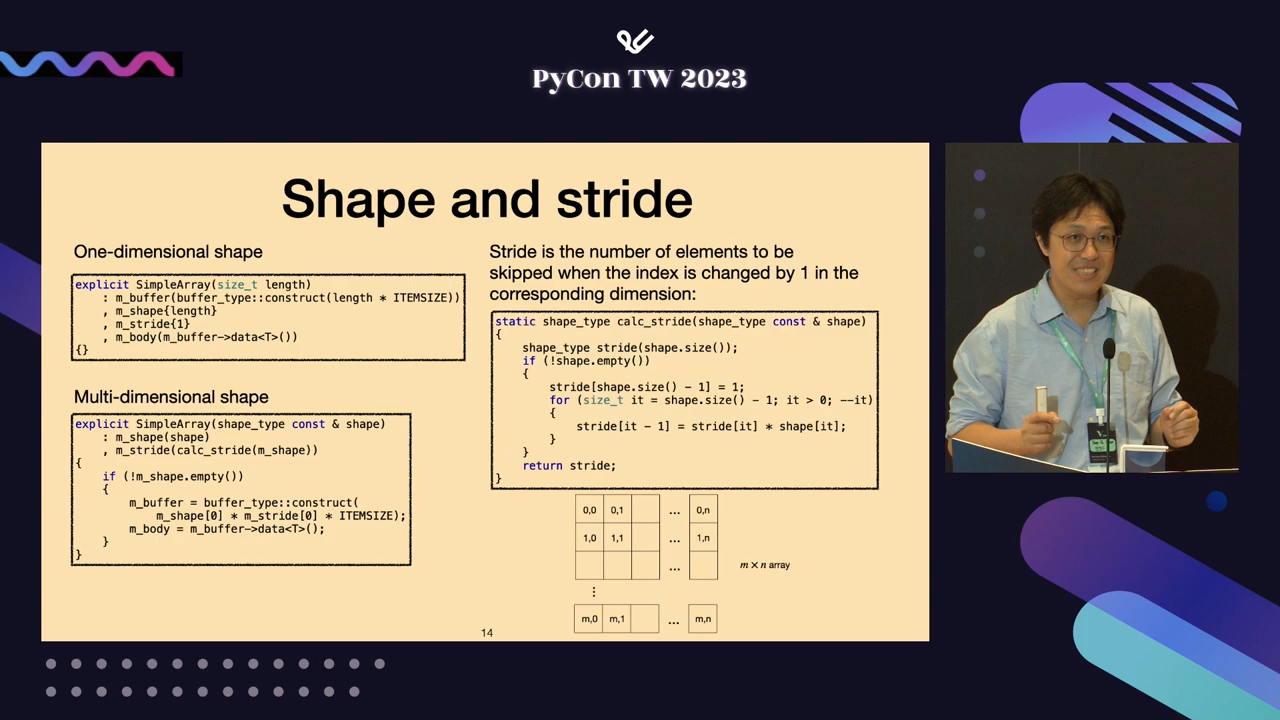 PyCon TW 2023
Shape and stride
One-dimensional shape
explicit SimpleArray(size_t length)
    : m_buffer(buffer_type::construct(length * ITEMSIZE))
    , m_shape{length}
    , m_stride{1}
    , m_body(m_buffer->data<T>())
{}
Multi-dimensional shape
explicit SimpleArray(shape_type const & shape)
    : m_shape(shape)
    , m_stride(calc_stride(m_shape))
{
    if (!m_shape.empty())
    {
        m_buffer = buffer_type::construct(
            m_shape[0] * m_stride[0] * ITEMSIZE);
        m_body = m_buffer->data<T>();
    }
}
Stride is the number of elements to be
skipped when the index is changed by 1 in the
corresponding dimension:
static shape_type calc_stride(shape_type const & shape)
{
    shape_type stride(shape.size());
    if (!shape.empty())
    {
        stride[shape.size() - 1] = 1;
        for (size_t it = shape.size() - 1; it > 0; --it)
        {
            stride[it - 1] = stride[it] * shape[it];
        }
    }
    return stride;
}
0,0 0,1 ... 0,n
1,0 1,1 ... 1,n
...
m × n array
⋮
m,0 m,1 ... m,n
14